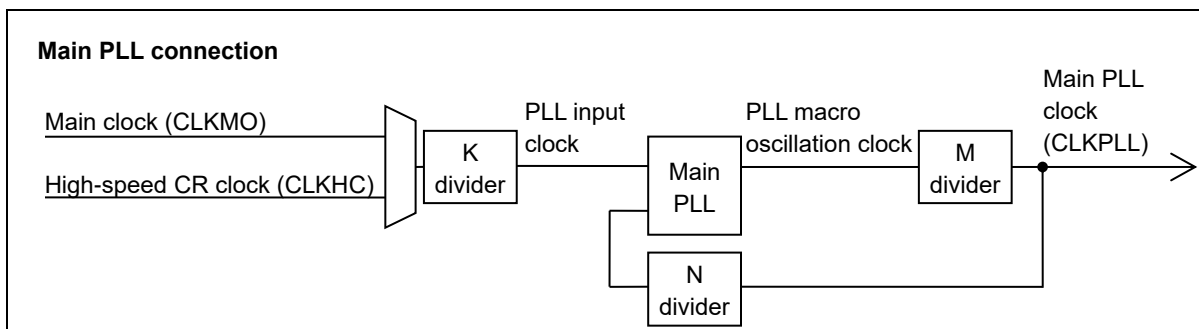 Main PLL connection
Main clock (CLKMO)
High-speed CR clock (CLKHC)
K
divider
PLL input
clock
Main
PLL
PLL macro
oscillation clock
M
divider
Main PLL
clock
(CLKPLL)
N
divider